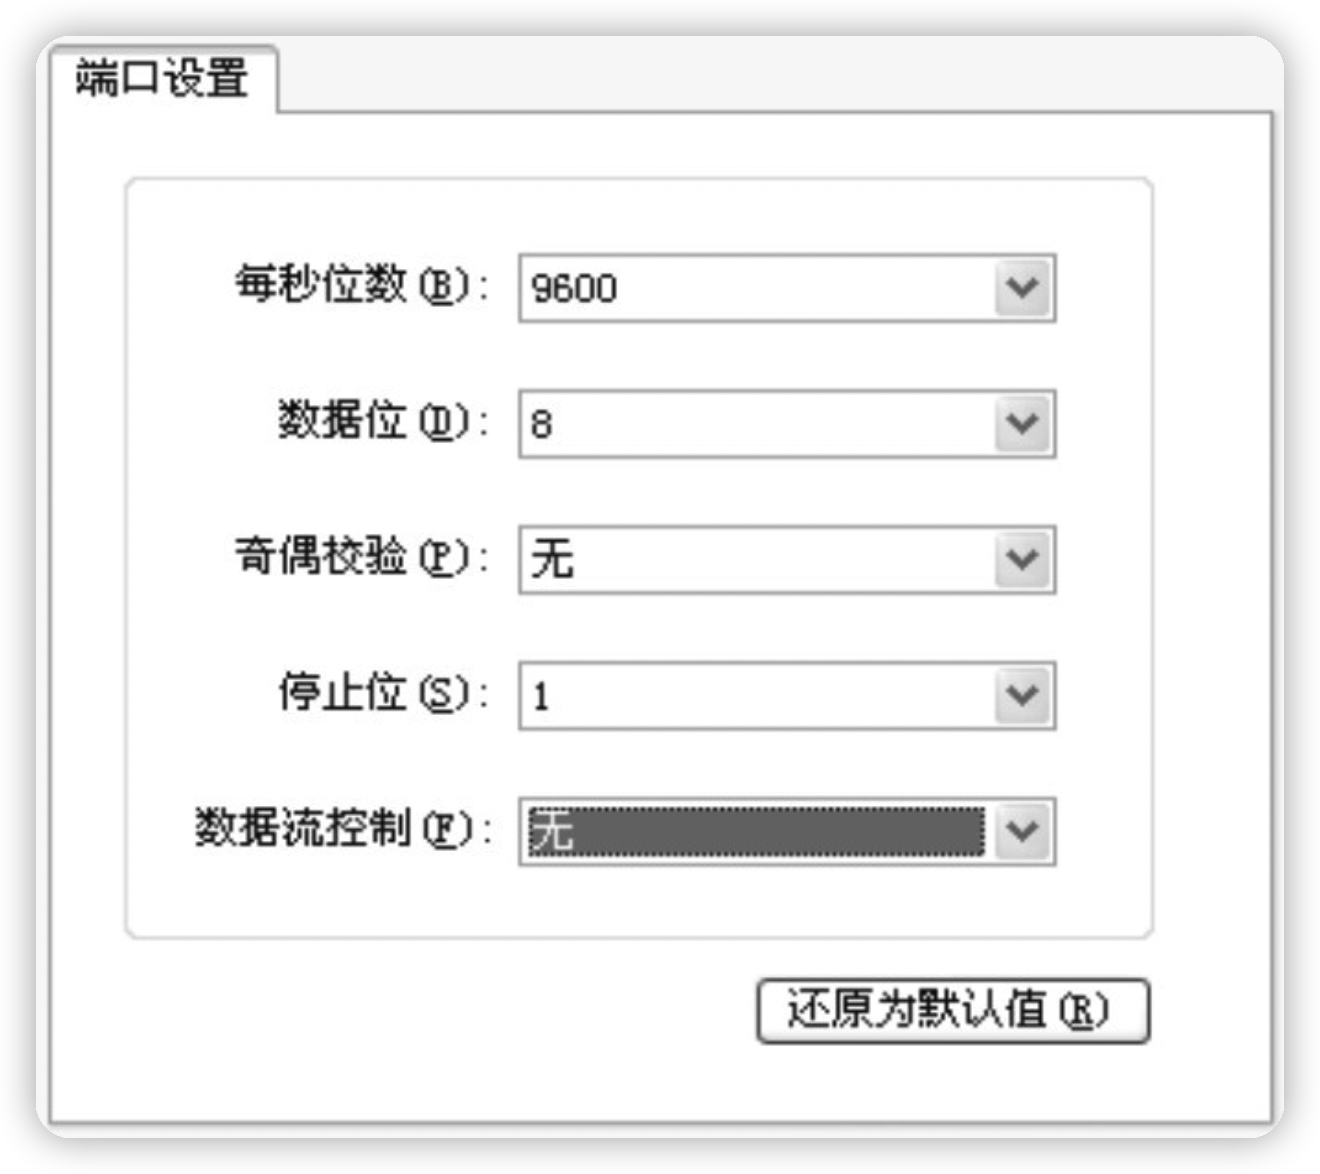 端口设置
每秒位数(B): 9600
数据位(D): 8
奇偶校验(P): 无
停止位(S): 1
数据流控制(F): 无
还原为默认值(R)